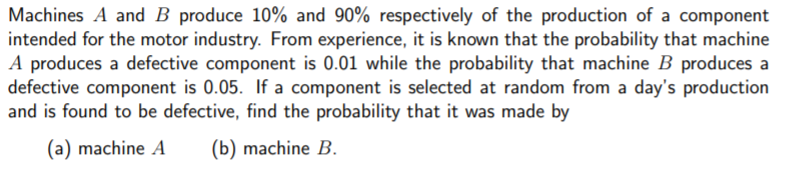 Machines A and B produce 10% and 90% respectively of the production of a component
intended for the motor industry. From experience, it is known that the probability that machine
A produces a defective component is 0.01 while the probability that machine B produces a
defective component is 0.05. If a component is selected at random from a day's production
and is found to be defective, find the probability that it was made by
(a) machine A (b) machine B.